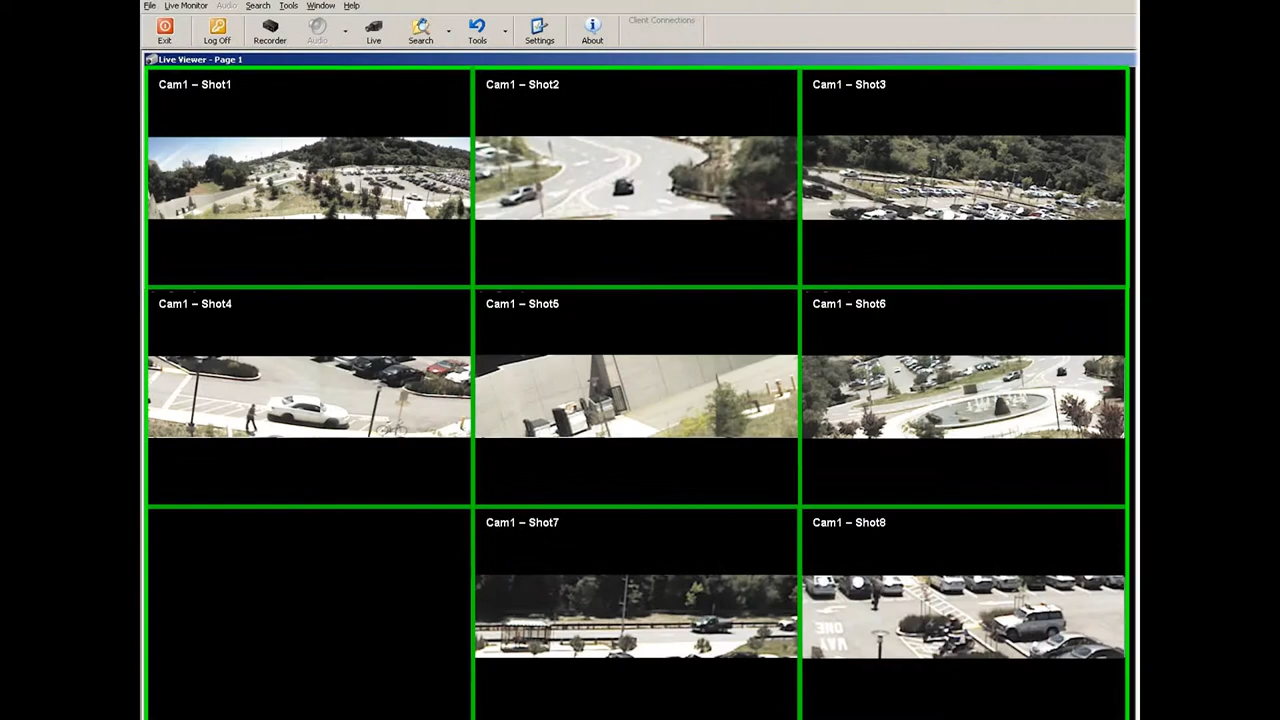 File Live Monitor Audio Search Tools Window Help
Client Connections
Exit Log Off Recorder Audio Live Search Tools Settings About
Live Viewer - Page 1
Cam1 – Shot1 Cam1 – Shot2 Cam1 – Shot3
Cam1 – Shot4 Cam1 – Shot5 Cam1 – Shot6
Cam1 – Shot7 Cam1 – Shot8
ONE
WAY